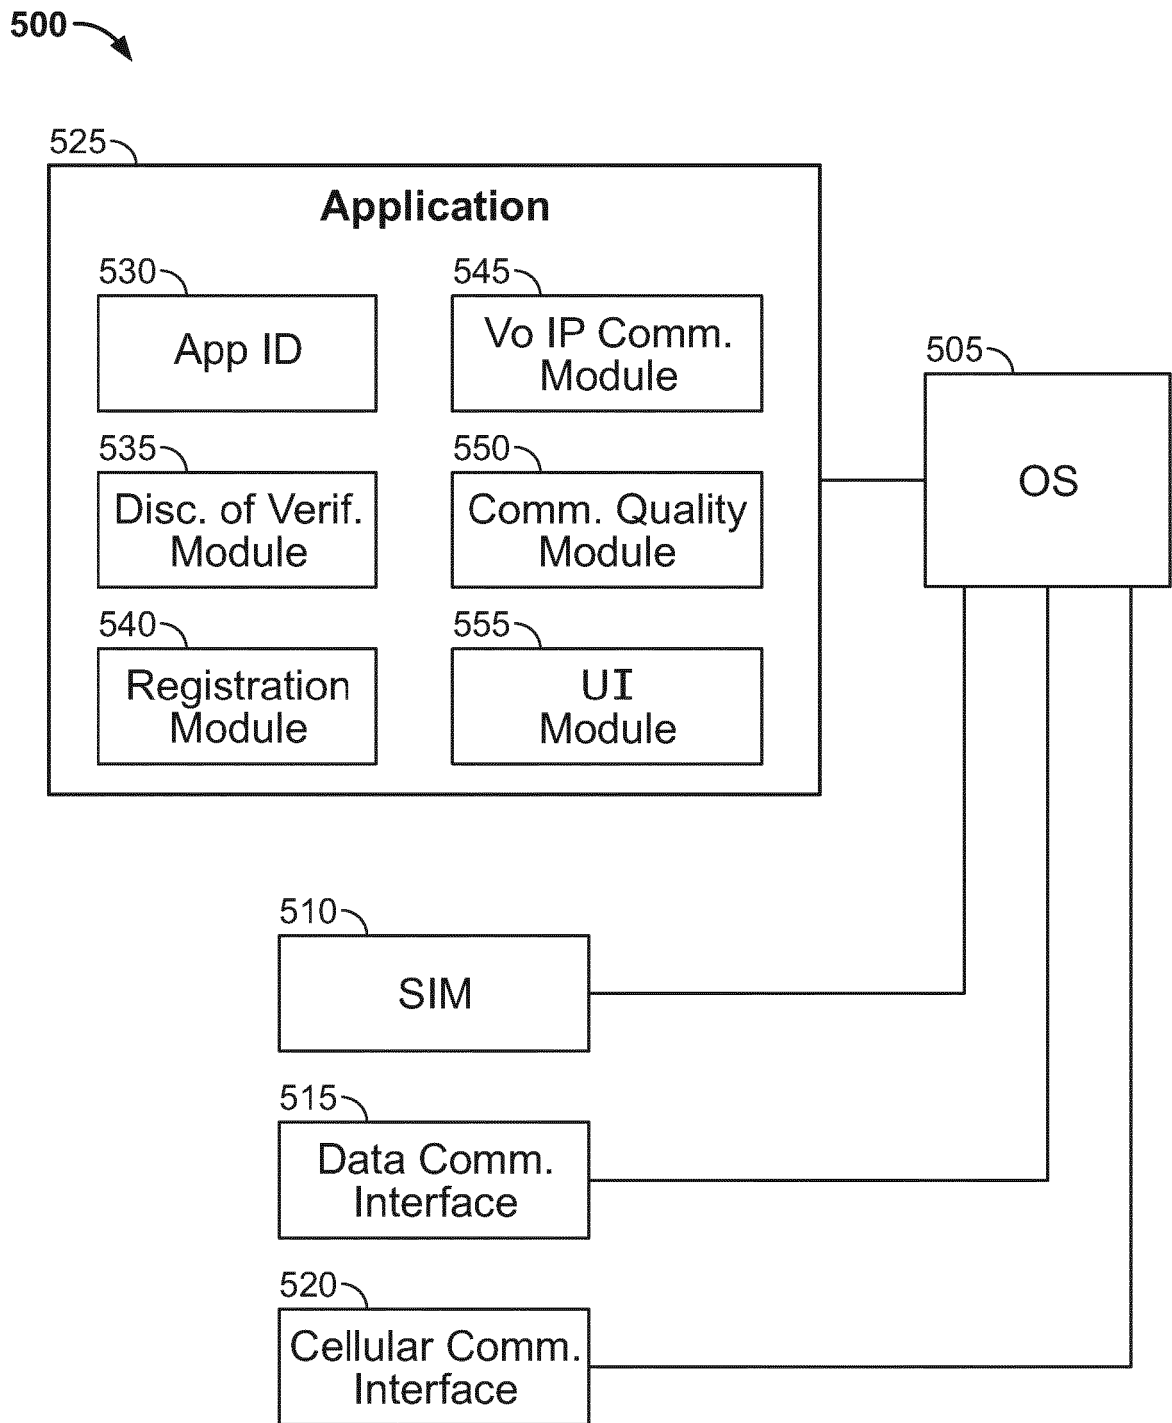 500
525
Application
530
App ID
545
Vo IP Comm.
Module
505
OS
535
Disc. of Verif.
Module
550
Comm. Quality
Module
540
Registration
Module
555
UI
Module
510
SIM
515
Data Comm.
Interface
520
Cellular Comm.
Interface